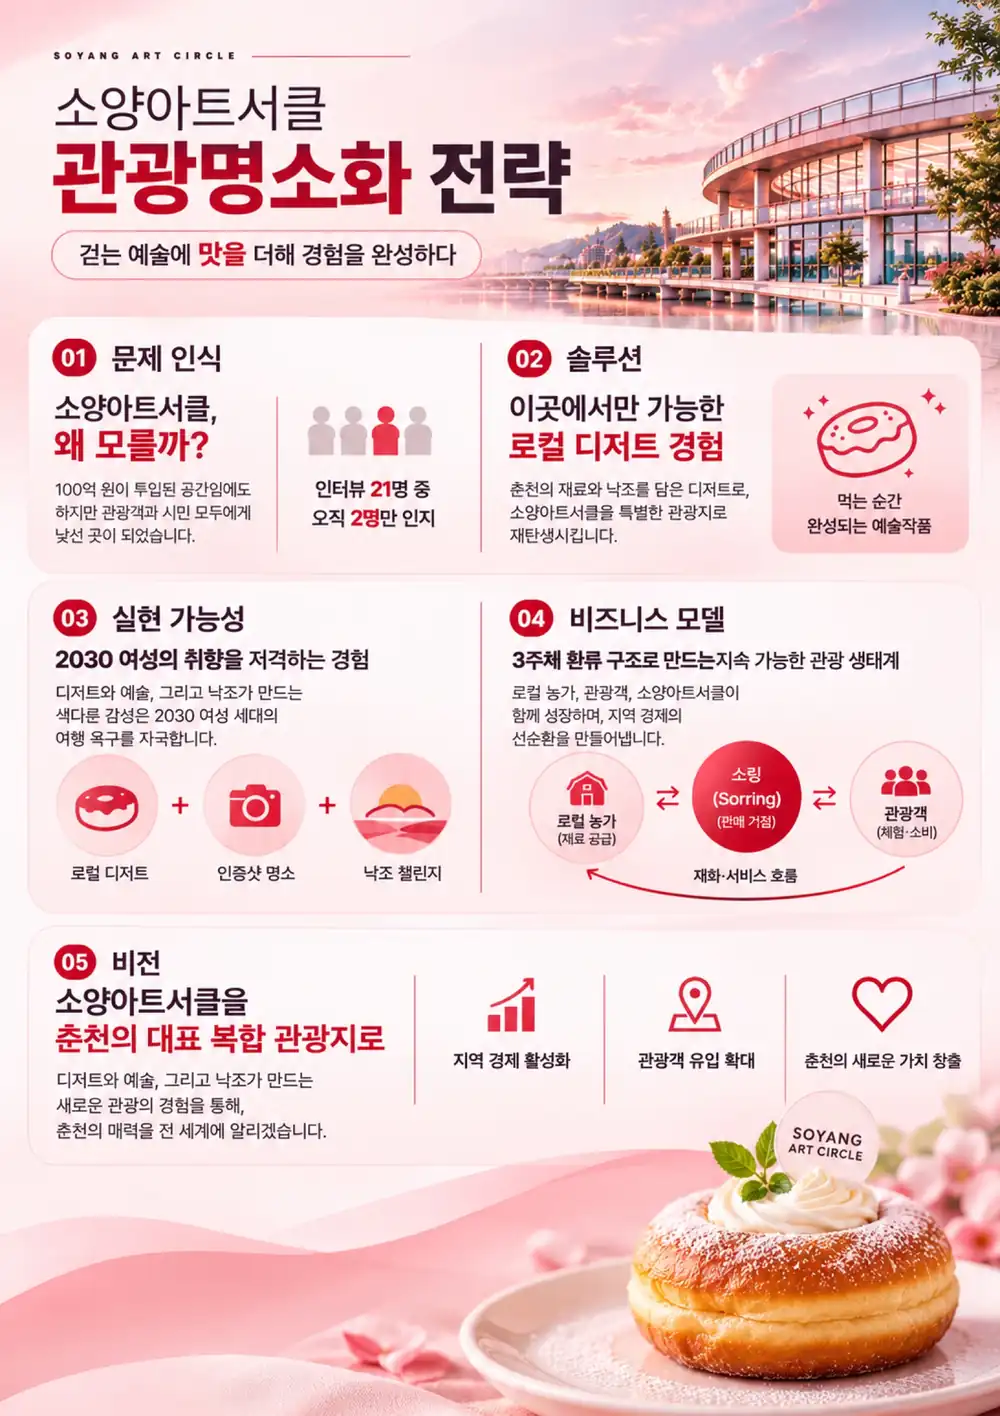 SOYANG ART CIRCLE
소양아트서클
관광명소화 전략
걷는 예술에 맛을 더해 경험을 완성하다
01 문제 인식
소양아트서클,
왜 모를까?
100억 원이 투입된 공간임에도
하지만 관광객과 시민 모두에게
낯선 곳이 되었습니다.
인터뷰 21명 중
오직 2명만 인지
02 솔루션
이곳에서만 가능한
로컬 디저트 경험
춘천의 재료와 낙조를 담은 디저트로,
소양아트서클을 특별한 관광지로
재탄생시킵니다.
먹는 순간
완성되는 예술작품
03 실현 가능성
2030 여성의 취향을 저격하는 경험
디저트와 예술, 그리고 낙조가 만드는
색다룬 감성은 2030 여성 세대의
여행 욕구를 자국합니다.
로럴 디저트
+
인증샷 명소
+
낙조 챌린지
04 비즈니스 모델
3주체 환류 구조로 만드는지속 가능한 관광 생태계
로컬 농가, 관광객, 소양아트서클이
함께 성장하며, 지역 경제의
선순환을 만들어냅니다.
로컬 농가
(재료 공급)
소링
(Sorring)
(판매 거점)
관광객
(체험·소비)
재화·서비스 흐름
05 비전
소양아트서클을
춘천의 대표 복합 관광지로
디저트와 예술, 그리고 낙조가 만드는
새로운 관광의 경험을 통해,
춘천의 매력을 전 세계에 알리겠습니다.
지역 경제 활성화
관광객 유입 확대
춘천의 새로운 가치 창출
SOYANG
ART CIRCLE